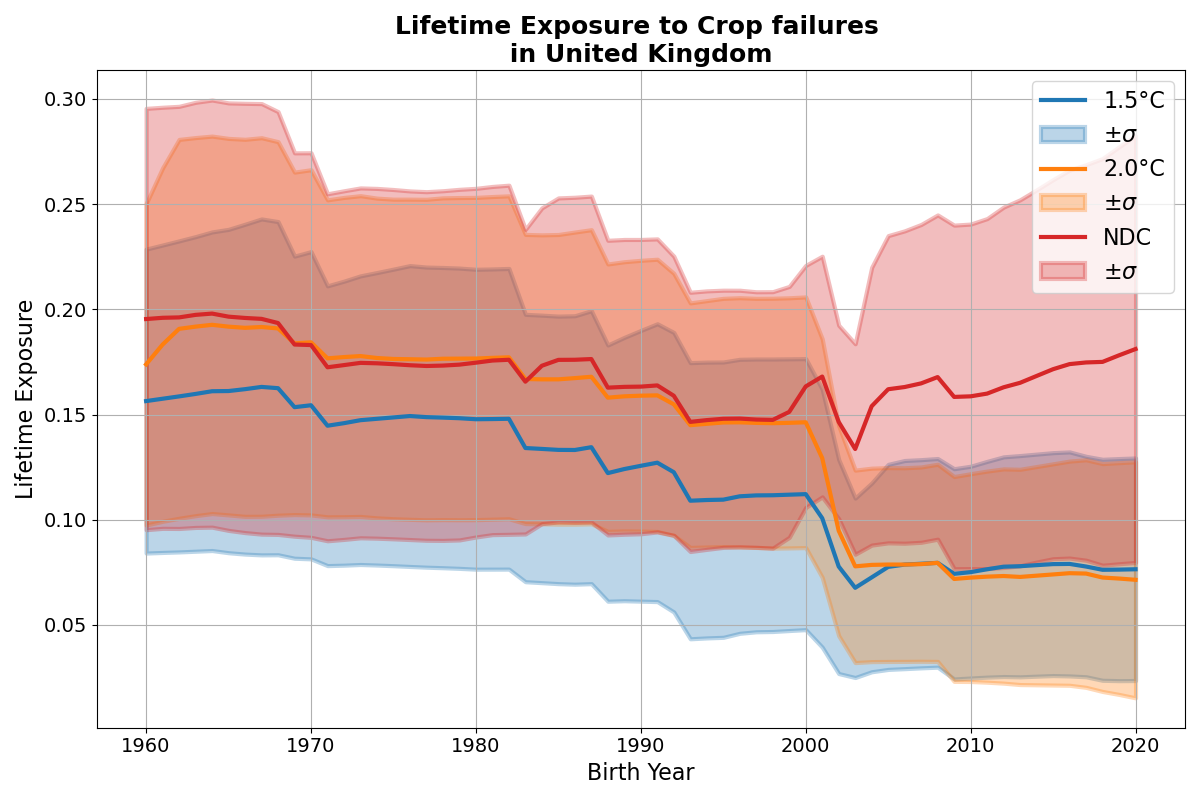 Lifetime Exposure to Crop failures
in United Kingdom
Lifetime Exposure
0.30
0.25
0.20
0.15
0.10
0.05
1.5°C
±σ
2.0°C
±σ
NDC
±σ
1960 1970 1980 1990 2000 2010 2020
Birth Year